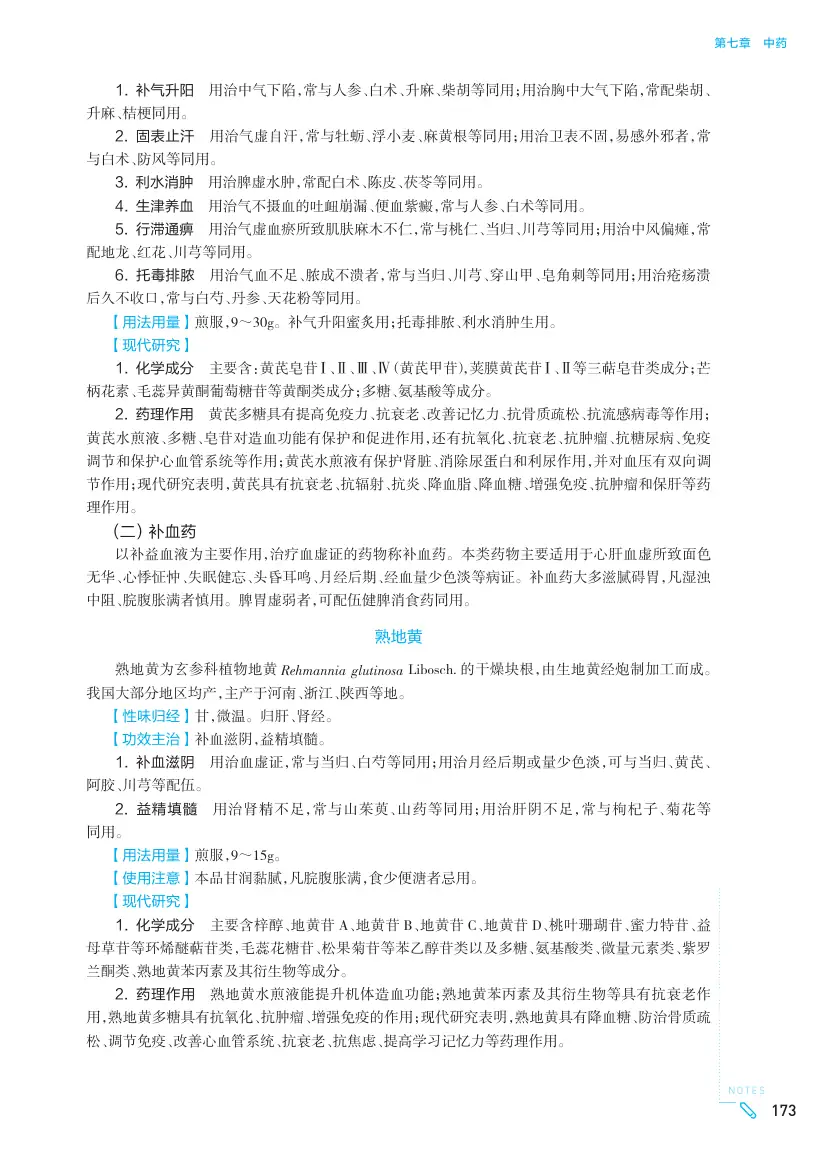 第七章　中药
1. 补气升阳　用治中气下陷,常与人参、白术、升麻、柴胡等同用;用治胸中大气下陷,常配柴胡、
升麻、桔梗同用。
2. 固表止汗　用治气虚自汗,常与牡蛎、浮小麦、麻黄根等同用;用治卫表不固,易感外邪者,常
与白术、防风等同用。
3. 利水消肿　用治脾虚水肿,常配白术、陈皮、茯苓等同用。
4. 生津养血　用治气不摄血的吐衄崩漏、便血紫癜,常与人参、白术等同用。
5. 行滞通痹　用治气虚血瘀所致肌肤麻木不仁,常与桃仁、当归、川芎等同用;用治中风偏瘫,常
配地龙、红花、川芎等同用。
6. 托毒排脓　用治气血不足、脓成不溃者,常与当归、川芎、穿山甲、皂角刺等同用;用治疮疡溃
后久不收口,常与白芍、丹参、天花粉等同用。
【用法用量】煎服,9～30g。补气升阳蜜炙用;托毒排脓、利水消肿生用。
【现代研究】
1. 化学成分　主要含:黄芪皂苷Ⅰ、Ⅱ、Ⅲ、Ⅳ(黄芪甲苷),荚膜黄芪苷Ⅰ、Ⅱ等三萜皂苷类成分;芒
柄花素、毛蕊异黄酮葡萄糖苷等黄酮类成分;多糖、氨基酸等成分。
2. 药理作用　黄芪多糖具有提高免疫力、抗衰老、改善记忆力、抗骨质疏松、抗流感病毒等作用;
黄芪水煎液、多糖、皂苷对造血功能有保护和促进作用,还有抗氧化、抗衰老、抗肿瘤、抗糖尿病、免疫
调节和保护心血管系统等作用;黄芪水煎液有保护肾脏、消除尿蛋白和利尿作用,并对血压有双向调
节作用;现代研究表明,黄芪具有抗衰老、抗辐射、抗炎、降血脂、降血糖、增强免疫、抗肿瘤和保肝等药
理作用。
(二) 补血药
以补益血液为主要作用,治疗血虚证的药物称补血药。本类药物主要适用于心肝血虚所致面色
无华、心悸怔忡、失眠健忘、头昏耳鸣、月经后期、经血量少色淡等病证。补血药大多滋腻碍胃,凡湿浊
中阻、脘腹胀满者慎用。脾胃虚弱者,可配伍健脾消食药同用。
熟地黄
熟地黄为玄参科植物地黄 Rehmannia glutinosa Libosch. 的干燥块根,由生地黄经炮制加工而成。
我国大部分地区均产,主产于河南、浙江、陕西等地。
【性味归经】甘,微温。归肝、肾经。
【功效主治】补血滋阴,益精填髓。
1. 补血滋阴　用治血虚证,常与当归、白芍等同用;用治月经后期或量少色淡,可与当归、黄芪、
阿胶、川芎等配伍。
2. 益精填髓　用治肾精不足,常与山茱萸、山药等同用;用治肝阴不足,常与枸杞子、菊花等
同用。
【用法用量】煎服,9～15g。
【使用注意】本品甘润黏腻,凡脘腹胀满,食少便溏者忌用。
【现代研究】
1. 化学成分　主要含梓醇、地黄苷 A、地黄苷 B、地黄苷 C、地黄苷 D、桃叶珊瑚苷、蜜力特苷、益
母草苷等环烯醚萜苷类,毛蕊花糖苷、松果菊苷等苯乙醇苷类以及多糖、氨基酸类、微量元素类、紫罗
兰酮类、熟地黄苯丙素及其衍生物等成分。
2. 药理作用　熟地黄水煎液能提升机体造血功能;熟地黄苯丙素及其衍生物等具有抗衰老作
用,熟地黄多糖具有抗氧化、抗肿瘤、增强免疫的作用;现代研究表明,熟地黄具有降血糖、防治骨质疏
松、调节免疫、改善心血管系统、抗衰老、抗焦虑、提高学习记忆力等药理作用。
NOTES
173